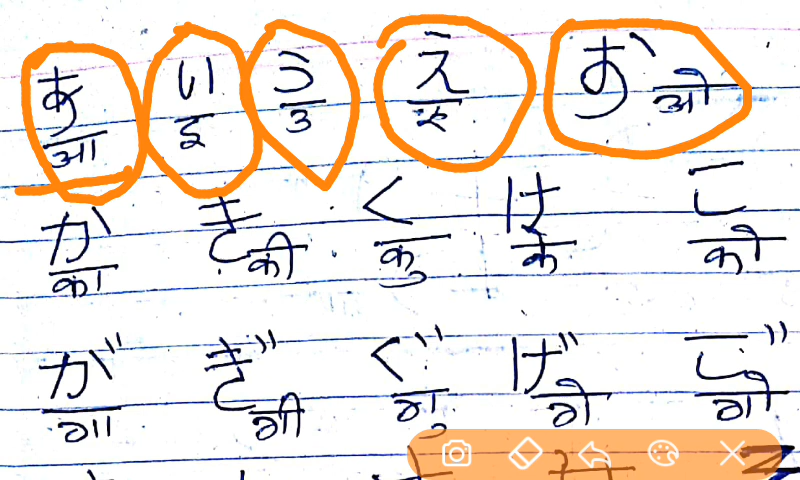 あ い う え お
आ इ उ ए ओ
か き く け こ
का की कु के को
が ぎ ぐ げ ご
गा गी गु गे गो